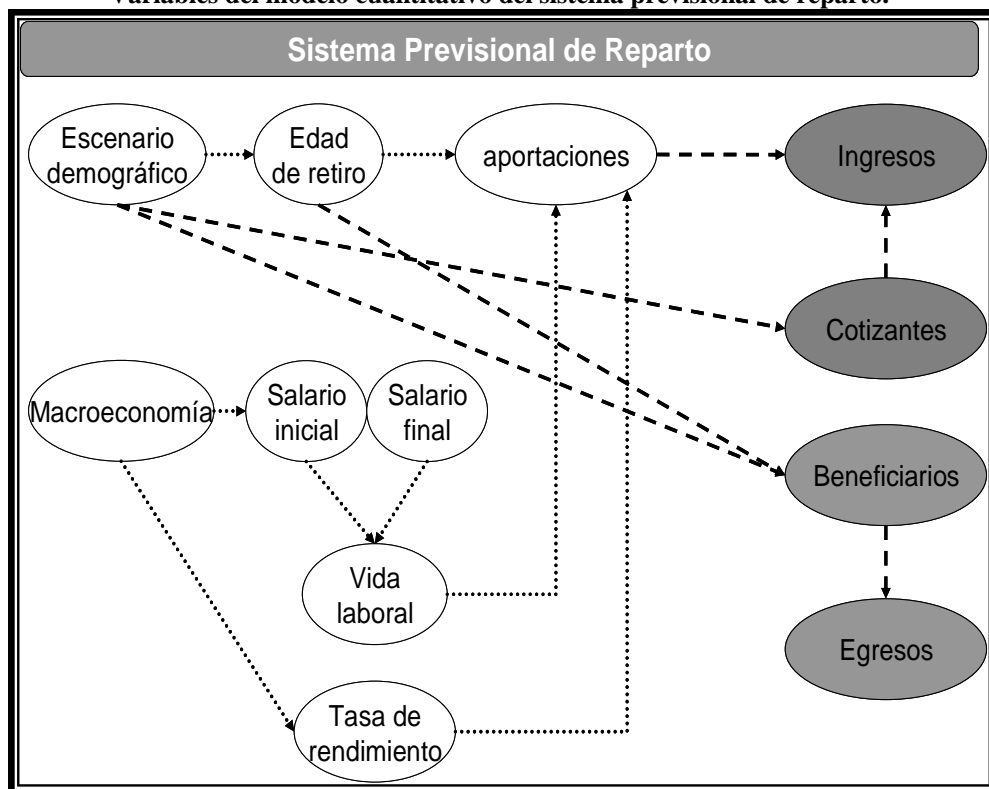 Variables del modelo cuantitativo del sistema previsional de reparto.
Sistema Previsional de Reparto
Escenario
demográfico
Edad
de retiro
aportaciones
Ingresos
Cotizantes
Macroeconomía
Salario
inicial
Salario
final
Beneficiarios
Vida
laboral
Egresos
Tasa de
rendimiento